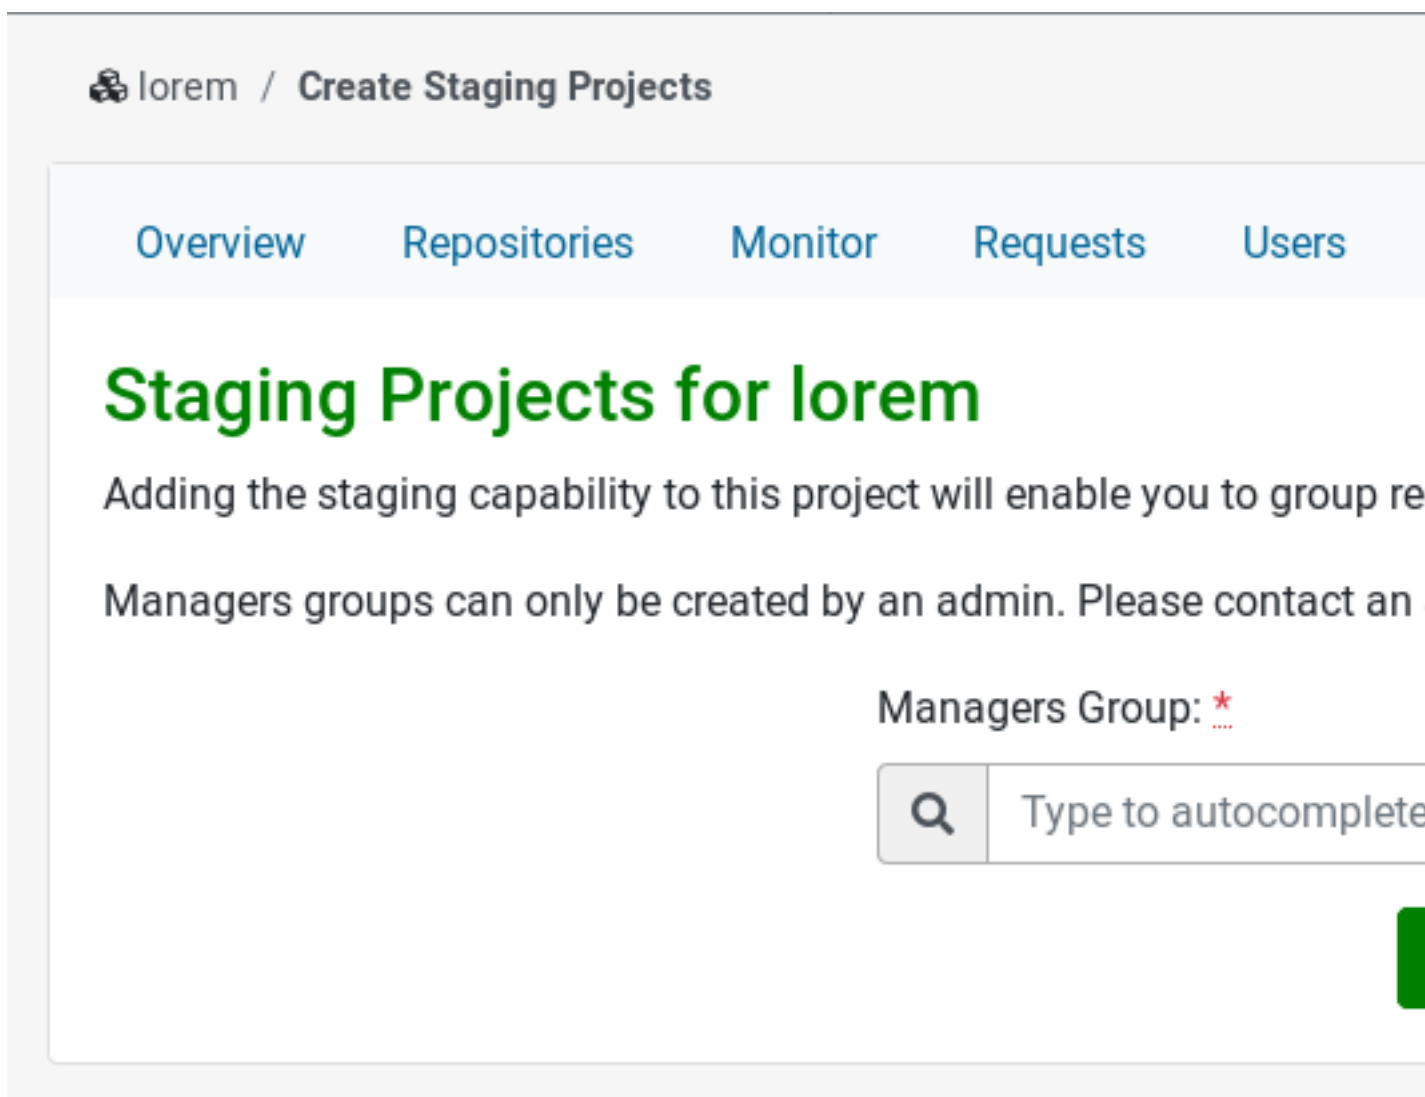 lorem / Create Staging Projects
Overview Repositories Monitor Requests Users
Staging Projects for lorem
Adding the staging capability to this project will enable you to group re
Managers groups can only be created by an admin. Please contact an
Managers Group: *
Type to autocomplete